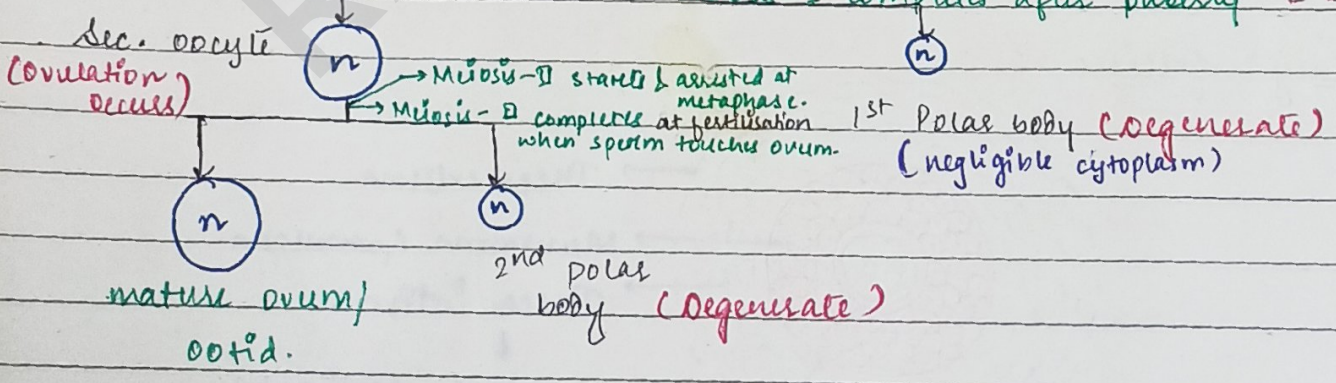 after
Sec. oocyte
n
n
(Ovulation
Occurs)
→ Meiosis-II starts & arrested at
metaphase.
→ Meiosis-II completes at fertilisation
when sperm touches ovum.
1st Polar body (Degenerate)
(negligible cytoplasm)
n
n
2nd polar
body (Degenerate)
mature ovum/
ootid.